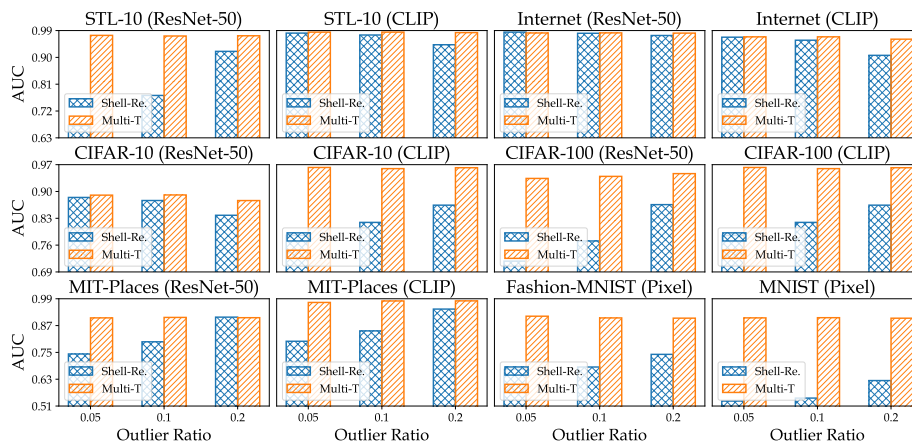 STL-10 (ResNet-50) STL-10 (CLIP) Internet (ResNet-50) Internet (CLIP)
AUC
0.99
0.90
0.81
0.72
0.63
Shell-Re. Shell-Re. Shell-Re. Shell-Re.
Multi-T Multi-T Multi-T Multi-T
CIFAR-10 (ResNet-50) CIFAR-10 (CLIP) CIFAR-100 (ResNet-50) CIFAR-100 (CLIP)
AUC
0.97
0.90
0.83
0.76
0.69
Shell-Re. Shell-Re. Shell-Re. Shell-Re.
Multi-T Multi-T Multi-T Multi-T
MIT-Places (ResNet-50) MIT-Places (CLIP) Fashion-MNIST (Pixel) MNIST (Pixel)
AUC
0.99
0.87
0.75
0.63
0.51
Shell-Re. Shell-Re. Shell-Re. Shell-Re.
Multi-T Multi-T Multi-T Multi-T
0.05 0.1 0.2 0.05 0.1 0.2 0.05 0.1 0.2 0.05 0.1 0.2
Outlier Ratio Outlier Ratio Outlier Ratio Outlier Ratio